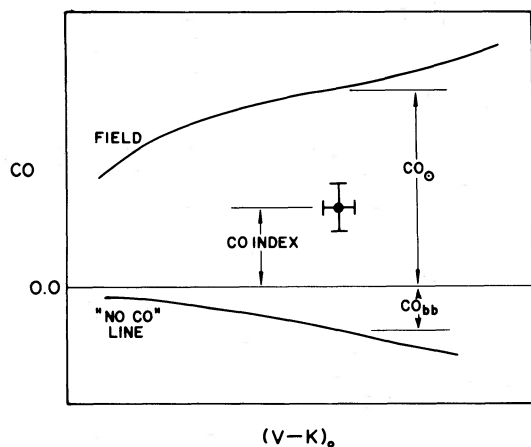 FIELD
CO
CO⊙
CO INDEX
0.0
CObb
"NO CO"
LINE
(V-K)o